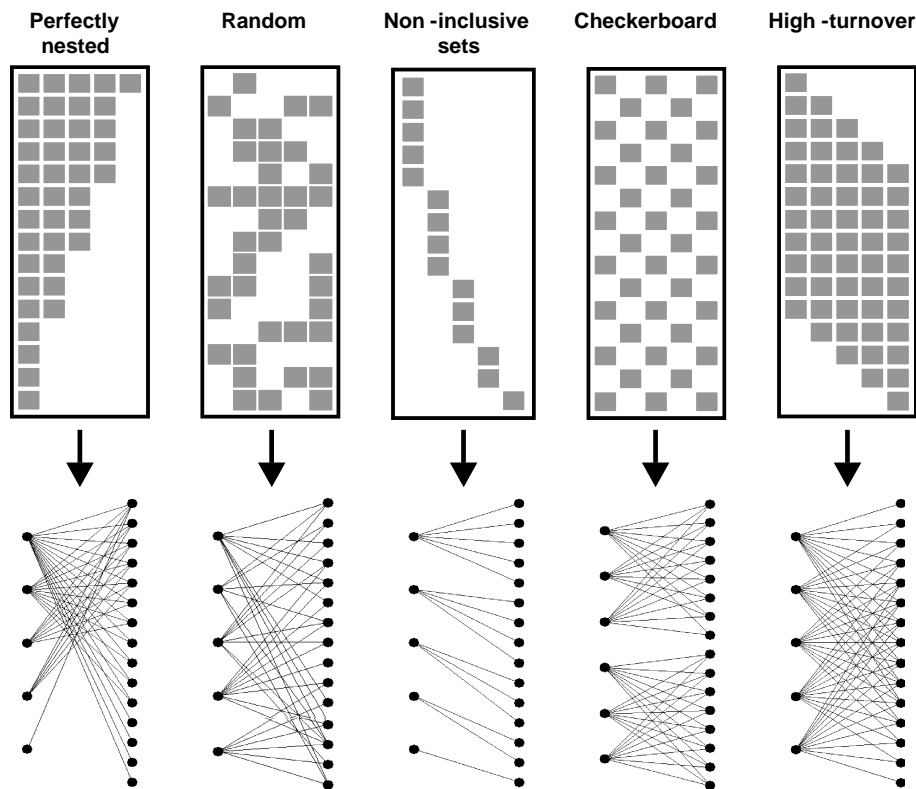 Perfectly
nested
Random
Non -inclusive
sets
Checkerboard
High -turnover